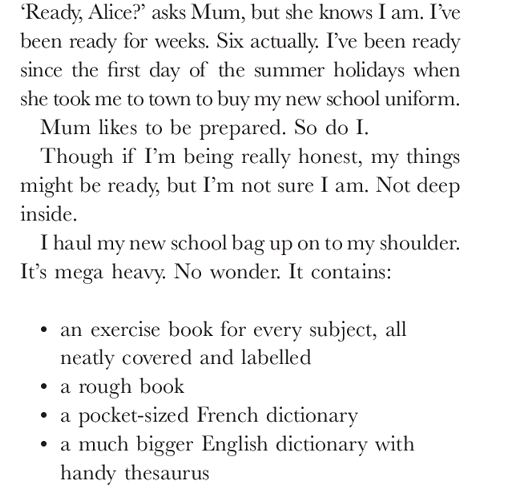 ‘Ready, Alice?’ asks Mum, but she knows I am. I’ve
been ready for weeks. Six actually. I’ve been ready
since the first day of the summer holidays when
she took me to town to buy my new school uniform.
Mum likes to be prepared. So do I.
Though if I’m being really honest, my things
might be ready, but I’m not sure I am. Not deep
inside.
I haul my new school bag up on to my shoulder.
It’s mega heavy. No wonder. It contains:
• an exercise book for every subject, all
neatly covered and labelled
• a rough book
• a pocket-sized French dictionary
• a much bigger English dictionary with
handy thesaurus